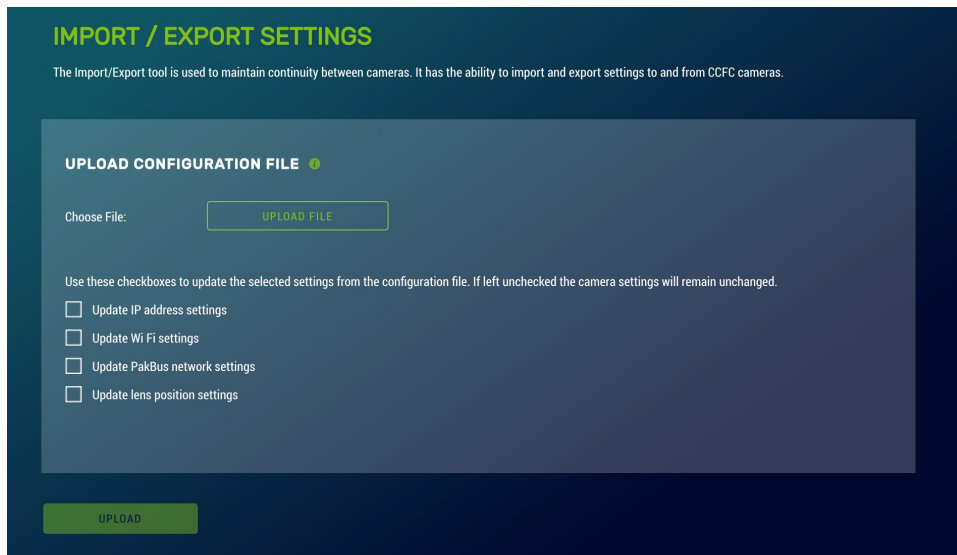 IMPORT / EXPORT SETTINGS
The Import/Export tool is used to maintain continuity between cameras. It has the ability to import and export settings to and from CCFC cameras.
UPLOAD CONFIGURATION FILE i
Choose File: UPLOAD FILE
Use these checkboxes to update the selected settings from the configuration file. If left unchecked the camera settings will remain unchanged.
Update IP address settings
Update Wi Fi settings
Update PakBus network settings
Update lens position settings
UPLOAD